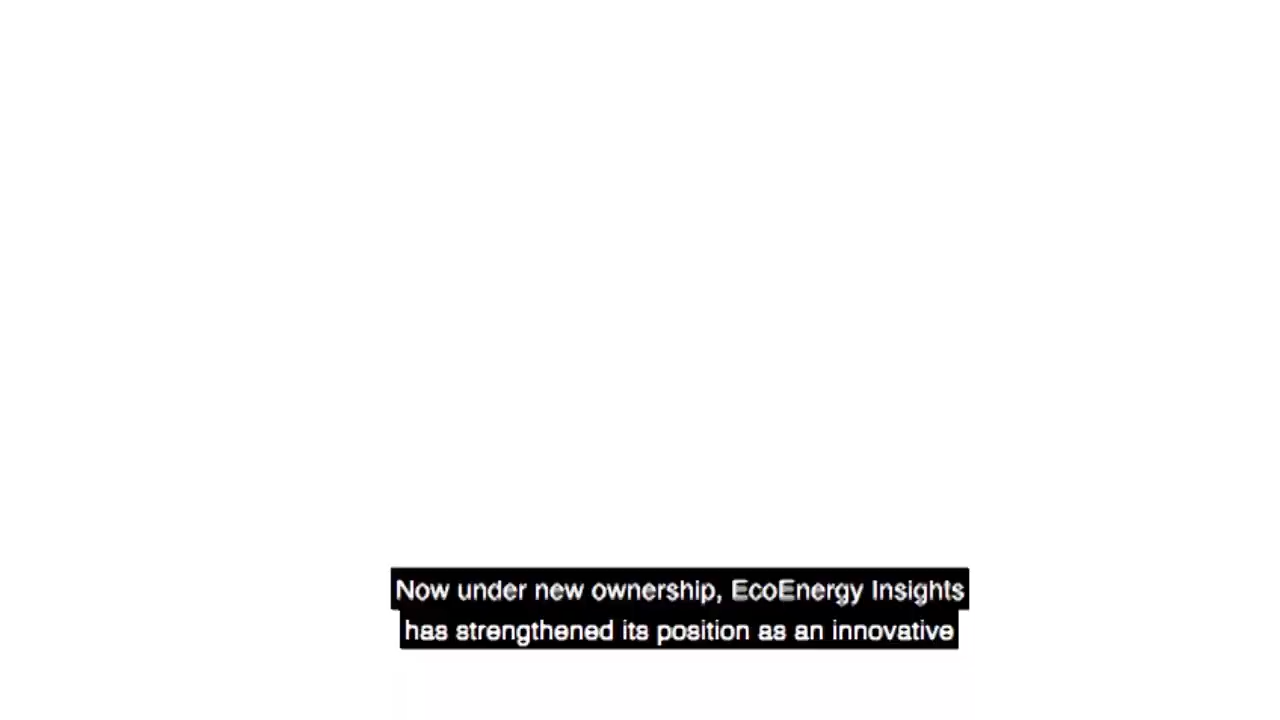 Now under new ownership, EcoEnergy Insights
has strengthened its position as an innovative